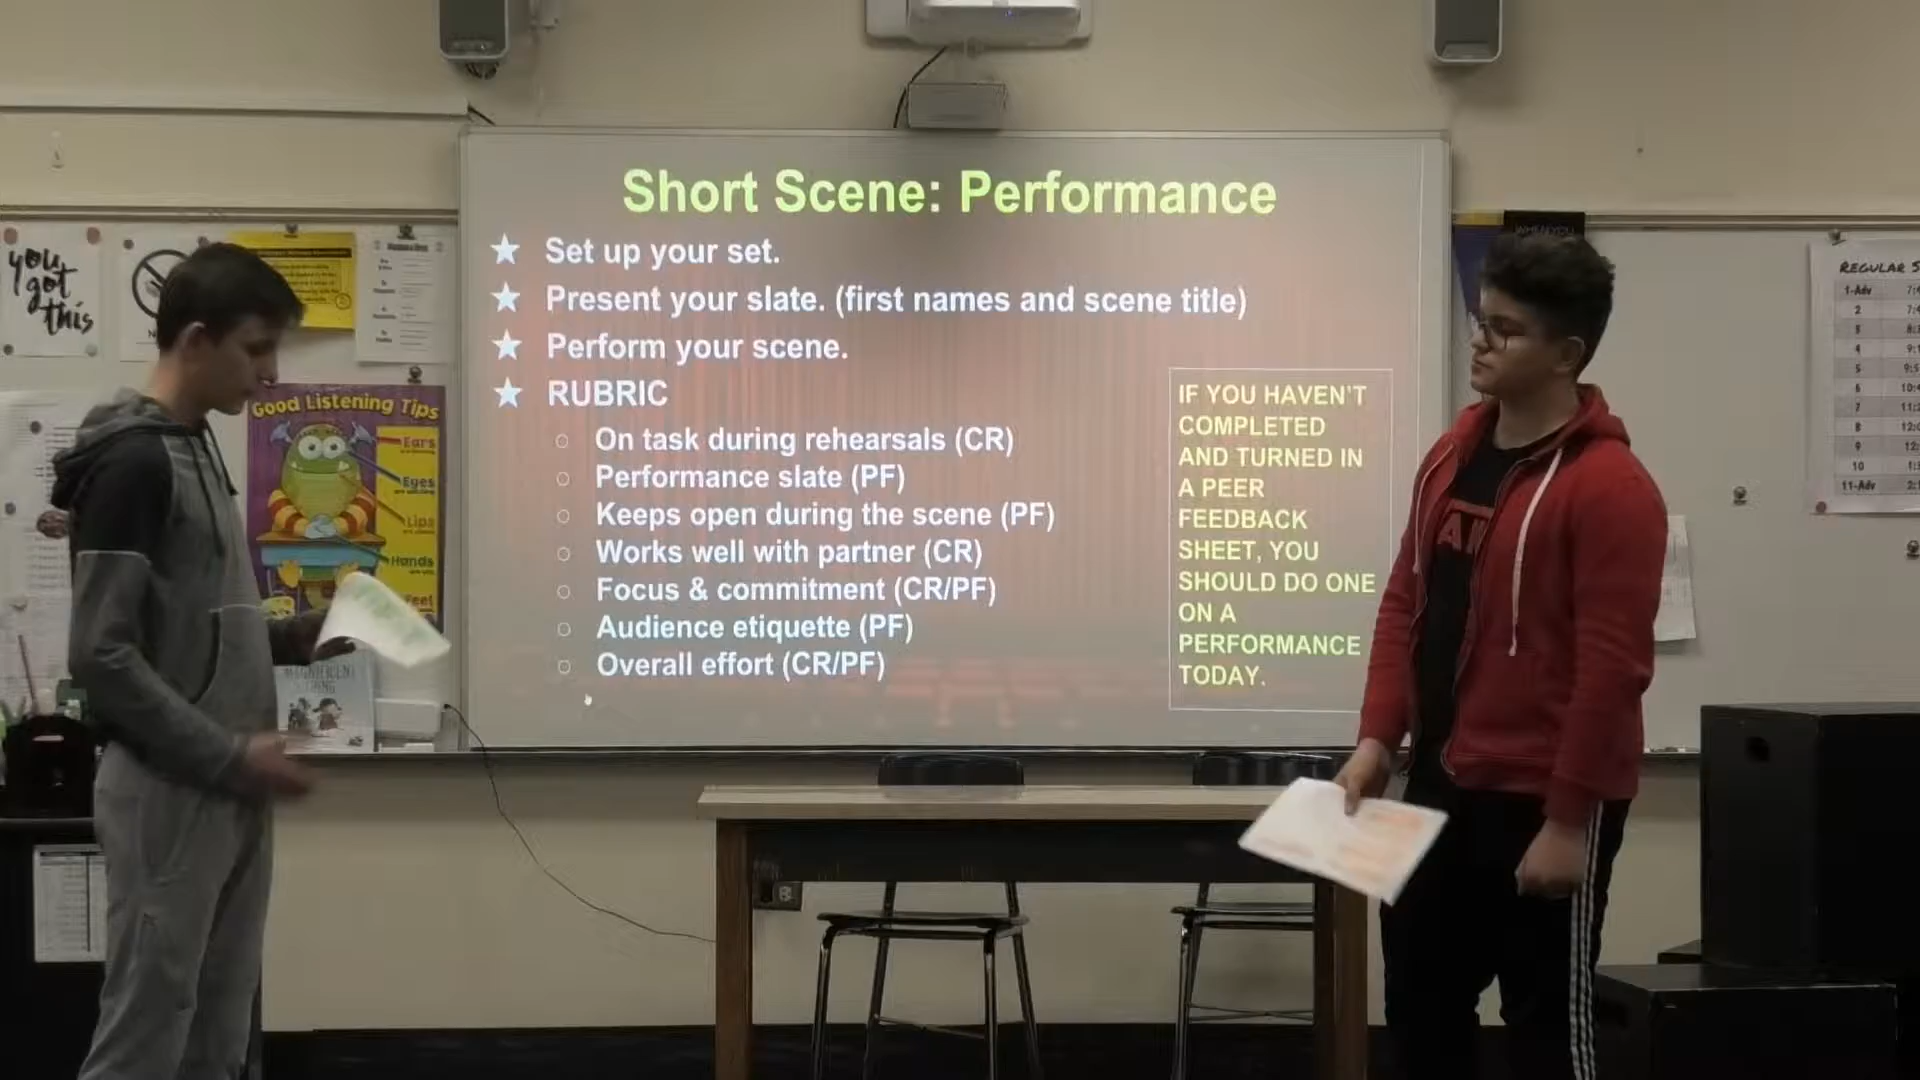 Short Scene: Performance
★ Set up your set.
★ Present your slate. (first names and scene title)
★ Perform your scene.
★ RUBRIC
○ On task during rehearsals (CR)
○ Performance slate (PF)
○ Keeps open during the scene (PF)
○ Works well with partner (CR)
○ Focus & commitment (CR/PF)
○ Audience etiquette (PF)
○ Overall effort (CR/PF)
IF YOU HAVEN'T
COMPLETED
AND TURNED IN
A PEER
FEEDBACK
SHEET, YOU
SHOULD DO ONE
ON A
PERFORMANCE
TODAY.
you
got
this
Good Listening Tips
Ears
Eyes
Lips
Hands
Feet
MAGNIFICENT
THING
WHEN YOU
REGULAR
1-Adv
2
3
4
5
6
7
8
9
10
11-Adv